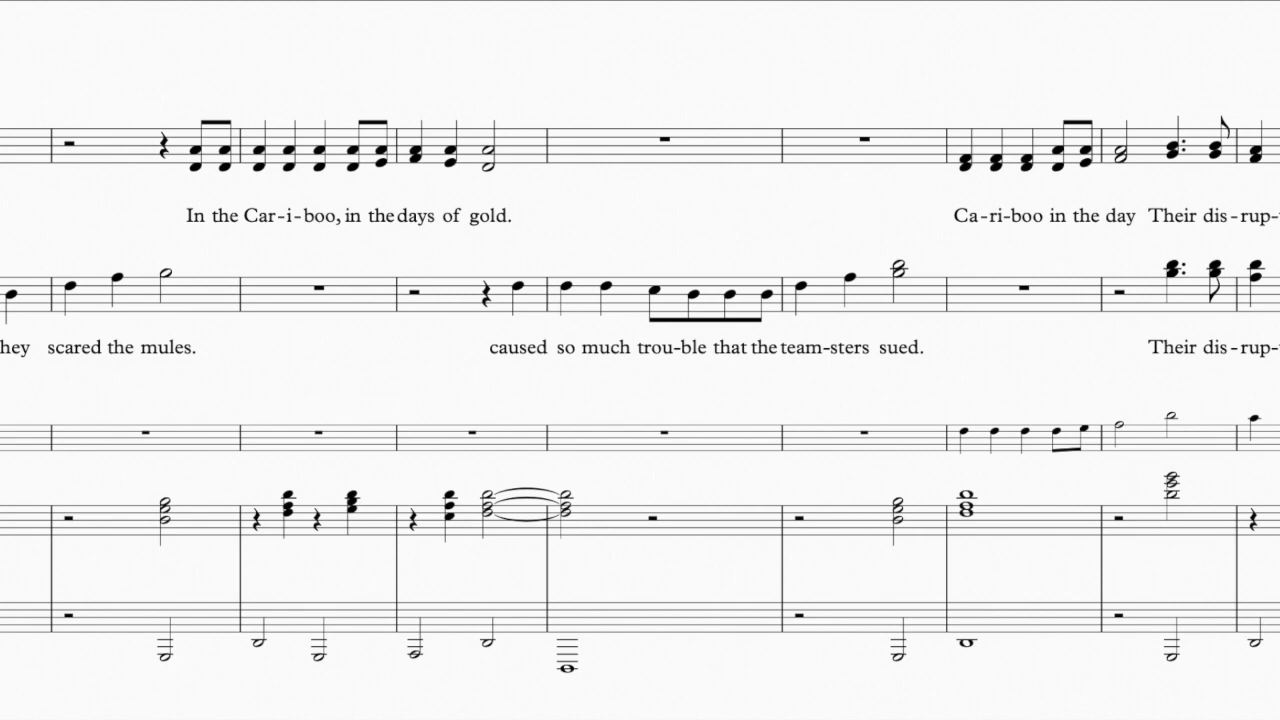 In the Car-i-boo, in the days of gold. Ca-ri-boo in the day Their dis-rup-
hey scared the mules. caused so much trou-ble that the team-sters sued. Their dis-rup-